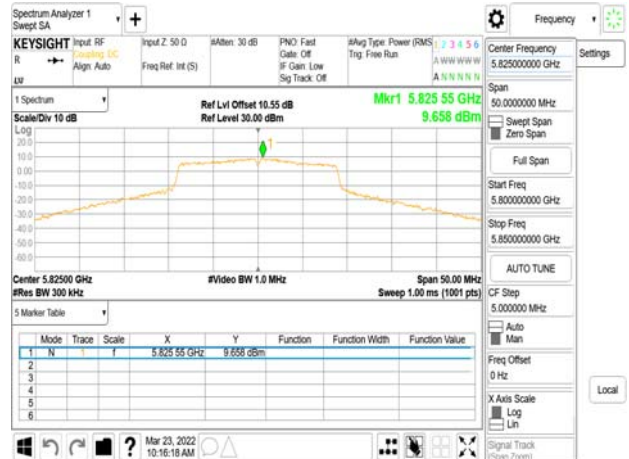 Spectrum Analyzer 1
Swept SA
+
Frequency
KEYSIGHT
R
Input: RF
Coupling: DC
Align: Auto
Input Z: 50 Ω
Freq Ref: Int (S)
#Atten: 30 dB
PNO: Fast
Gate: Off
IF Gain: Low
Sig Track: Off
#Avg Type: Power (RMS
Trig: Free Run
1 2 3 4 5 6
A W W W W W
A N N N N N
Center Frequency
5.825000000 GHz
Settings
Span
50.0000000 MHz
Swept Span
Zero Span
Full Span
Start Freq
5.800000000 GHz
Stop Freq
5.850000000 GHz
AUTO TUNE
CF Step
5.000000 MHz
Auto
Man
Freq Offset
0 Hz
X Axis Scale
Log
Lin
Signal Track
(Span Zoom)
Local
1 Spectrum
Scale/Div 10 dB
Log
Ref Lvl Offset 10.55 dB
Ref Level 30.00 dBm
Mkr1 5.825 55 GHz
9.658 dBm
20.0
10.0
0.00
-10.0
-20.0
-30.0
-40.0
-50.0
-60.0
1
Center 5.82500 GHz
#Res BW 300 kHz
#Video BW 1.0 MHz
Span 50.00 MHz
Sweep 1.00 ms (1001 pts)
5 Marker Table
Mode Trace Scale X Y Function Function Width Function Value
1 N 1 f 5.825 55 GHz 9.658 dBm
2
3
4
5
6
?
Mar 23, 2022
10:16:18 AM